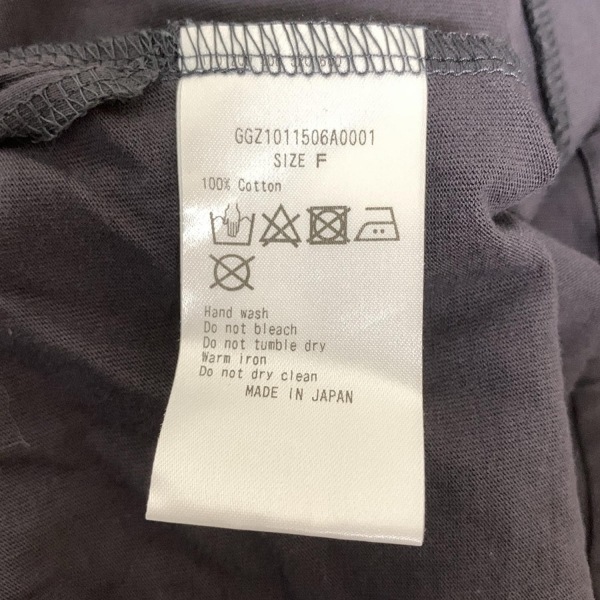 GGZ1011506A0001
SIZE F
100% Cotton
Hand wash
Do not bleach
Do not tumble dry
Warm iron
Do not dry clean
MADE IN JAPAN